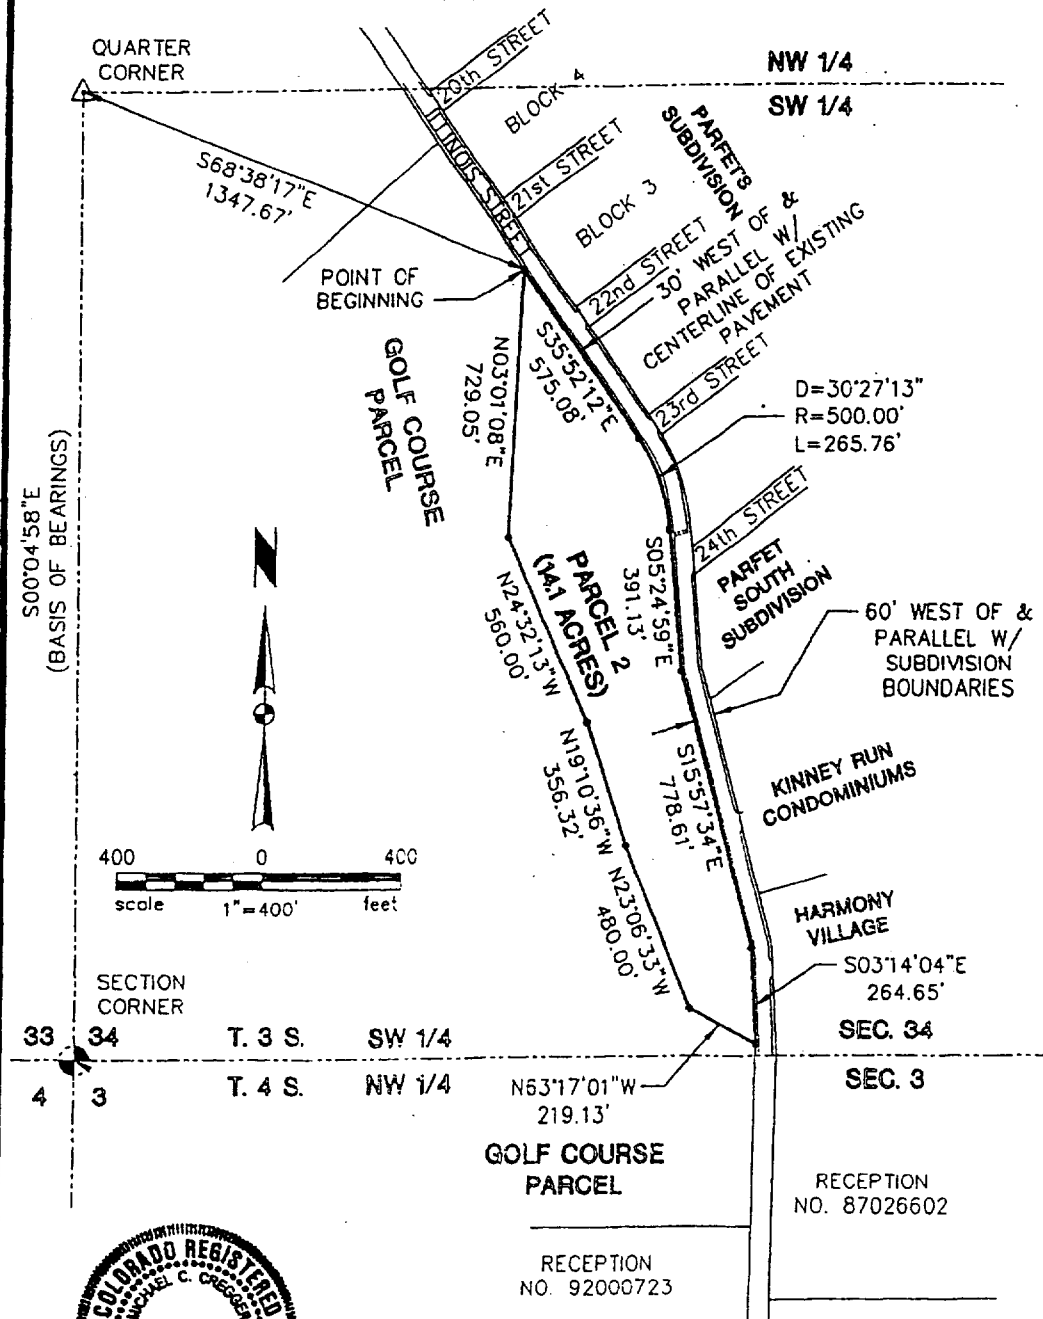 QUARTER
CORNER
NW 1/4
SW 1/4
20th STREET
BLOCK 4
ILLINOIS STREET
21st STREET
BLOCK 3
PARFET'S
SUBDIVISION
22nd STREET
30' WEST OF &
PARALLEL W/
CENTERLINE OF EXISTING
PAVEMENT
23rd STREET
S68°38'17"E
1347.67'
POINT OF
BEGINNING
GOLF COURSE
PARCEL
N03°01'08"E
729.05'
S35°52'12"E
575.08'
D=30°27'13"
R=500.00'
L=265.76'
24th STREET
S00°04'58"E
(BASIS OF BEARINGS)
N
PARCEL 2
(14.1 ACRES)
S05°24'59"E
391.13'
PARFET
SOUTH
SUBDIVISION
60' WEST OF &
PARALLEL W/
SUBDIVISION
BOUNDARIES
N24°32'13"W
560.00'
N19°10'36"W
356.32'
S15°57'34"E
778.61'
KINNEY RUN
CONDOMINIUMS
400 0 400
scale 1"=400' feet
N23°06'33"W
480.00'
HARMONY
VILLAGE
S03°14'04"E
264.65'
SECTION
CORNER
33 34 T. 3 S. SW 1/4 SEC. 34
4 3 T. 4 S. NW 1/4 SEC. 3
N63°17'01"W
219.13'
GOLF COURSE
PARCEL
RECEPTION
NO. 87026602
RECEPTION
NO. 92000723
COLORADO REGISTERED
MICHAEL C. CREGGER